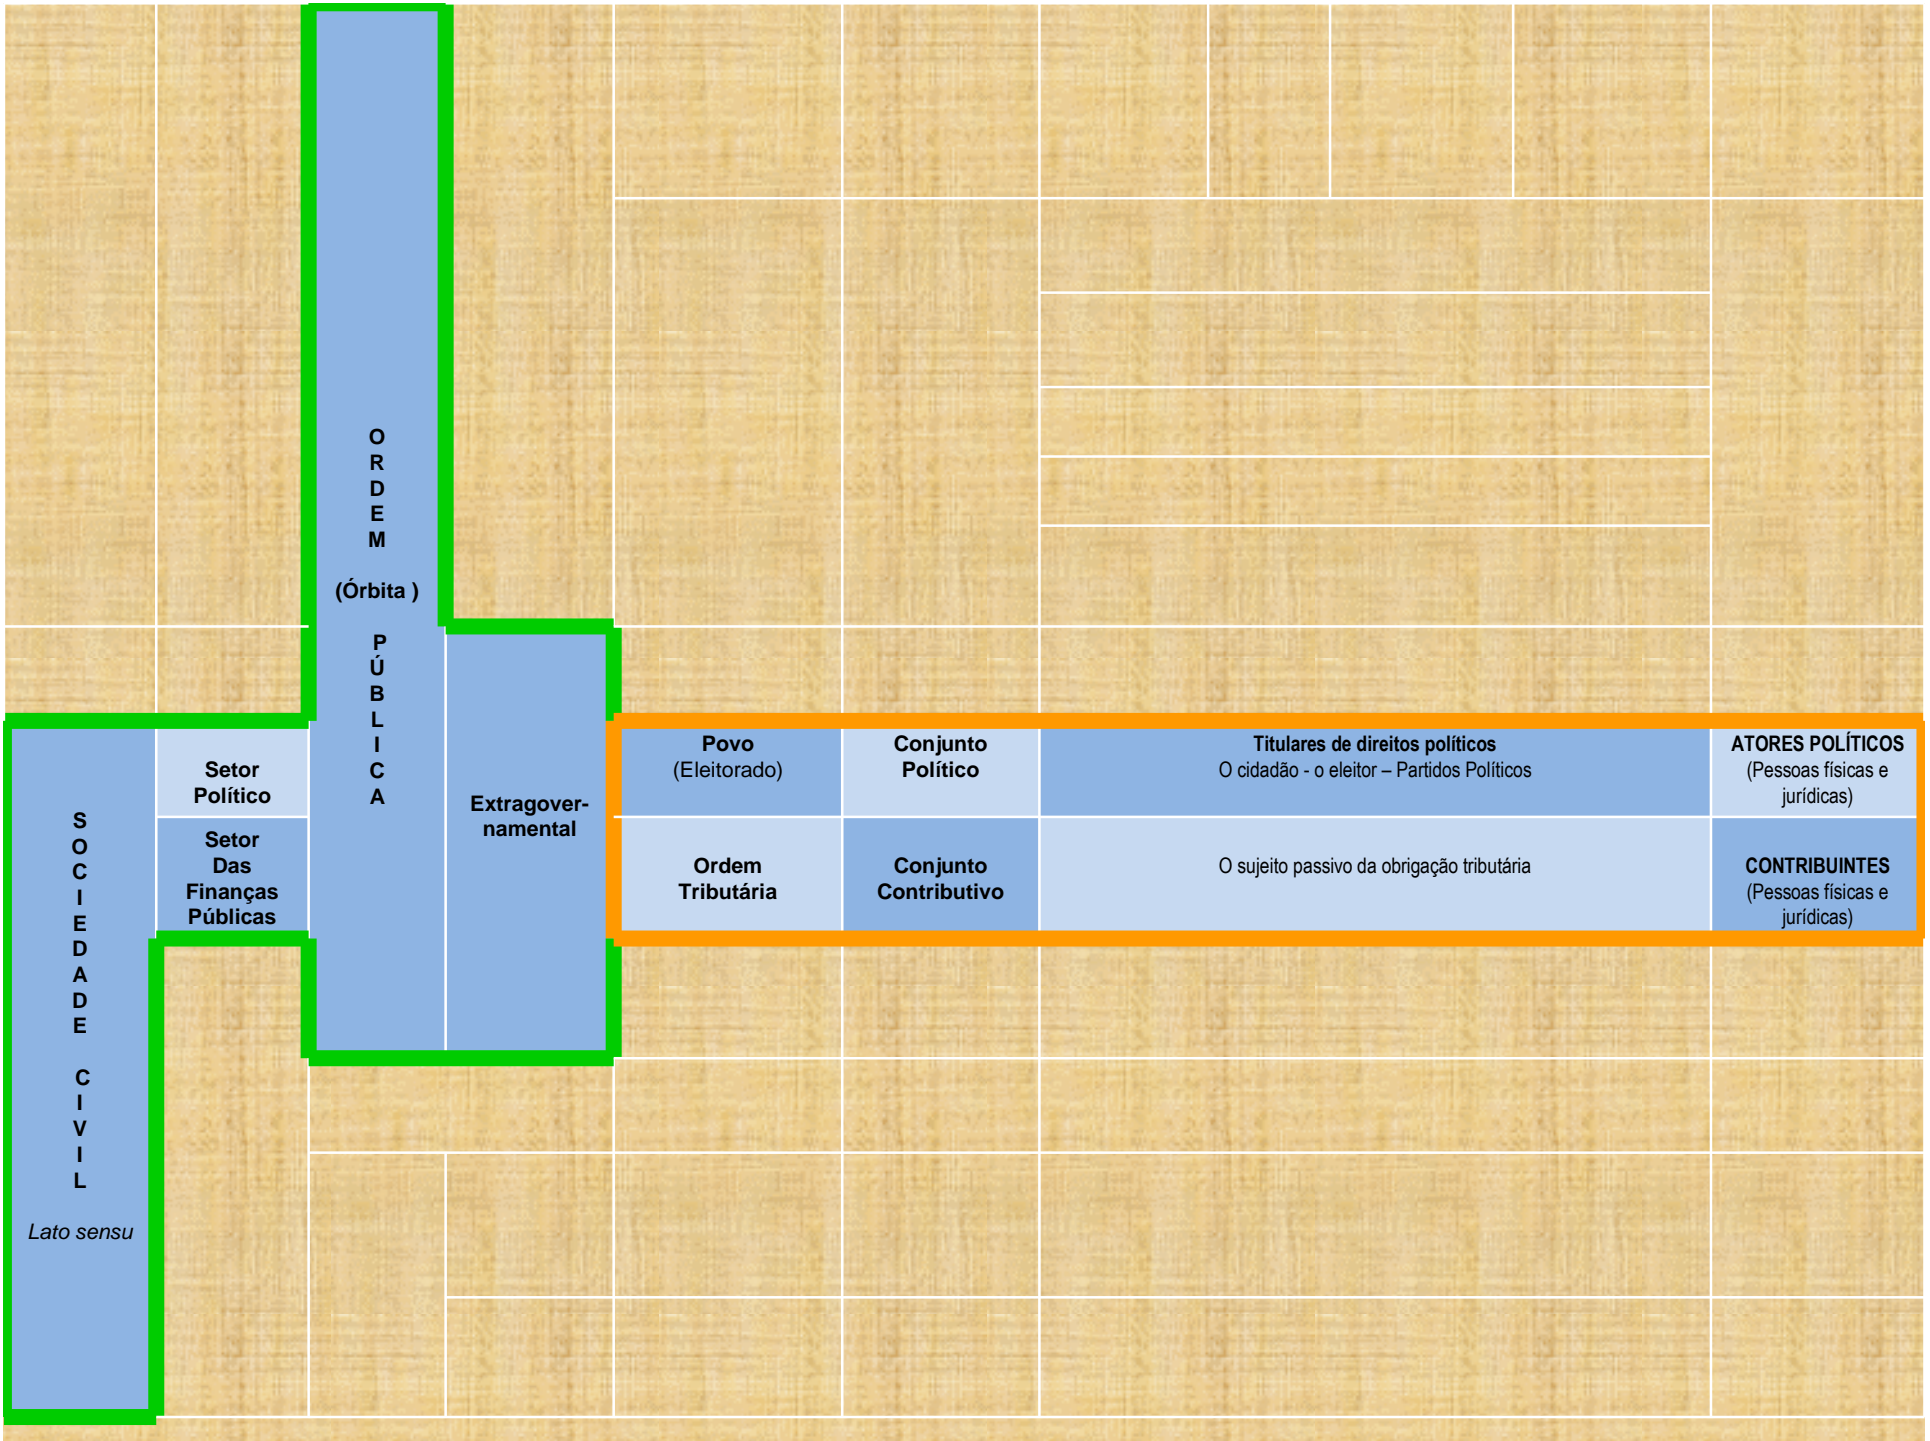 O
R
D
E
M
(Órbita )
P
Ú
B
L
I
C
A
S
O
C
I
E
D
A
D
E
C
I
V
I
L
Lato sensu
Setor
Político
Setor
Das
Finanças
Públicas
Extragover-
namental
Povo
(Eleitorado)
Conjunto
Político
Titulares de direitos políticos
O cidadão - o eleitor – Partidos Políticos
ATORES POLÍTICOS
(Pessoas físicas e
jurídicas)
Ordem
Tributária
Conjunto
Contributivo
O sujeito passivo da obrigação tributária
CONTRIBUINTES
(Pessoas físicas e
jurídicas)